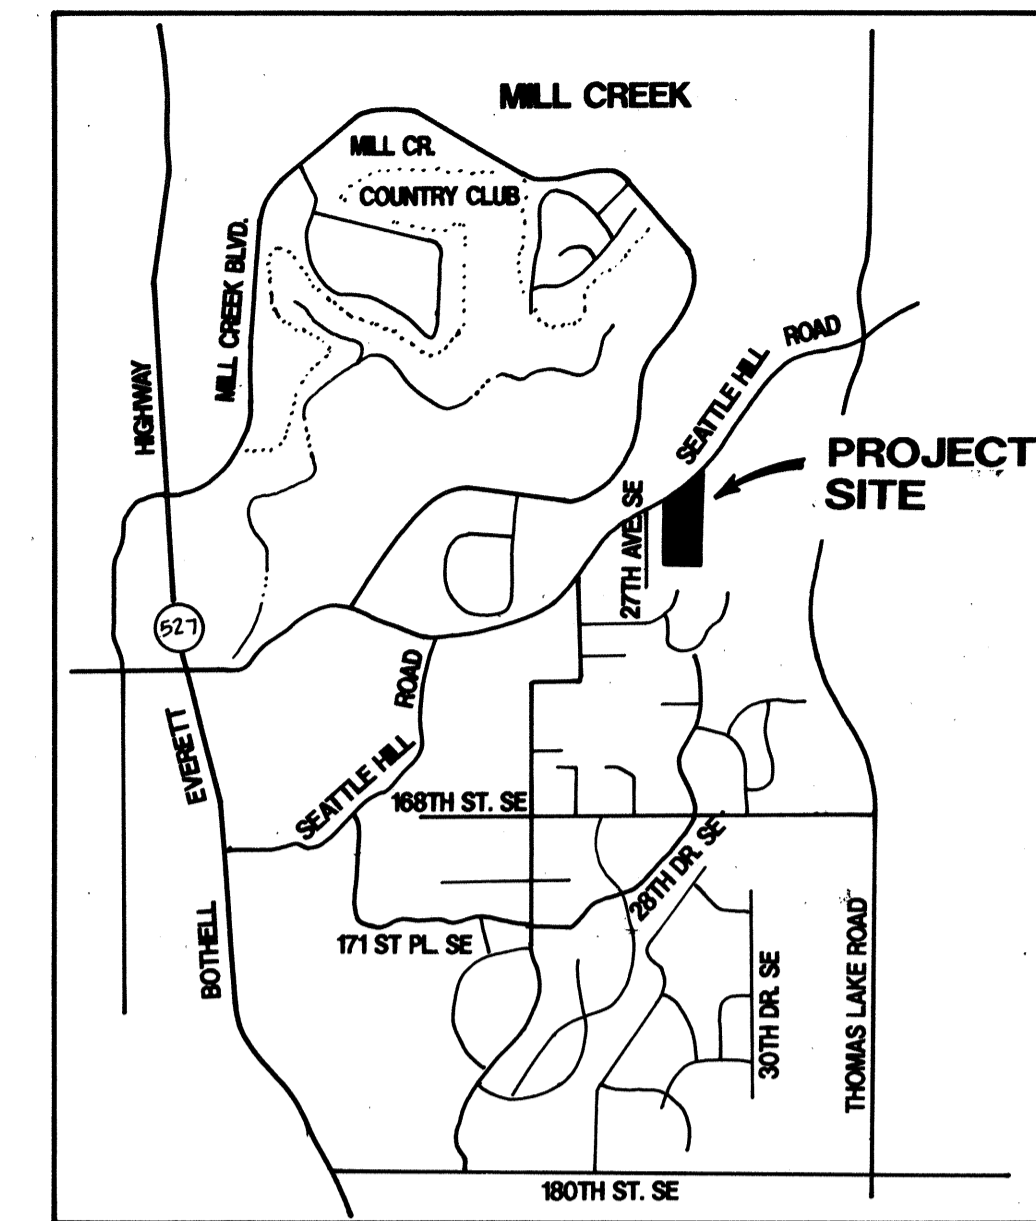 MILL CREEK
MILL CR.
COUNTRY CLUB
MILL CREEK BLVD.
HIGHWAY
SEATTLE HILL ROAD
PROJECT
SITE
27TH AVE SE
527
ROAD
EVERETT
SEATTLE HILL
168TH ST. SE
28TH DR. SE
171 ST PL. SE
BOTHELL
30TH DR. SE
THOMAS LAKE ROAD
180TH ST. SE